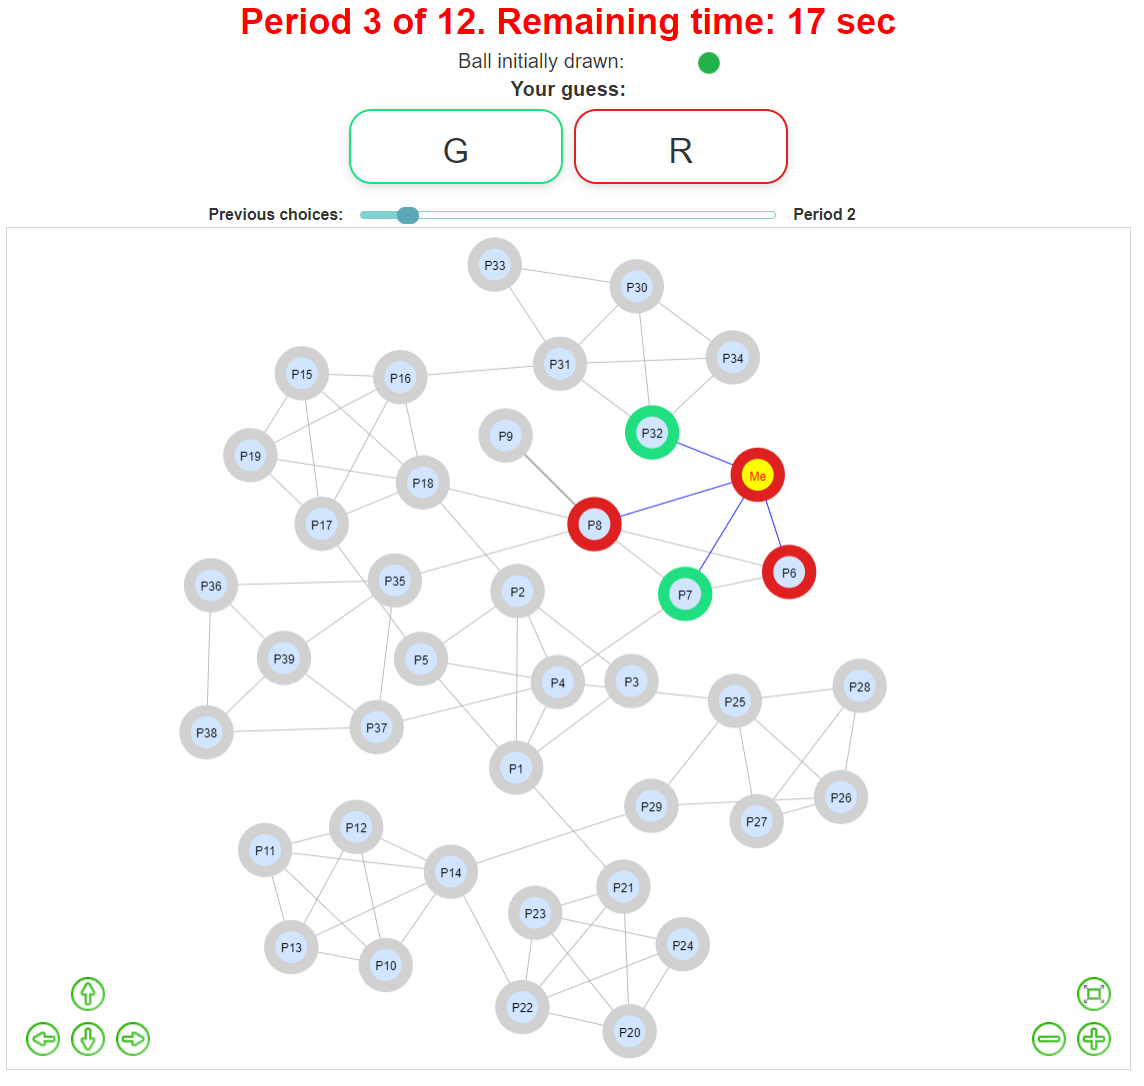 Period 3 of 12. Remaining time: 17 sec
Ball initially drawn:
Your guess:
G R
Previous choices: Period 2
P33
P30
P31
P34
P15
P16
P32
P9
P19
Me
P18
P17
P8
P6
P36
P35
P2
P7
P39
P5
P4
P3
P28
P25
P38
P37
P1
P29
P26
P27
P12
P11
P14
P21
P23
P13
P24
P10
P22
P20